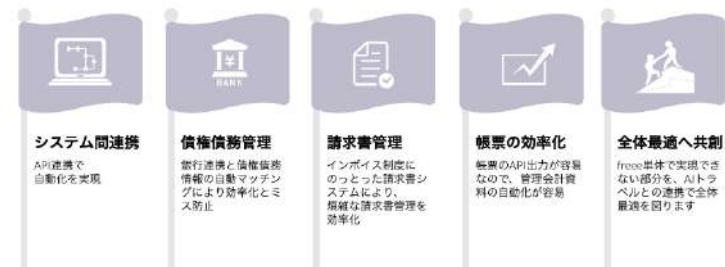 BANK
システム間連携
API連携で
自動化を実現
債権債務管理
銀行連携と債権債務
情報の自動マッチン
グにより効率化とミ
ス防止
請求書管理
インボイス制度に
のっとった請求書シ
ステムにより、
煩雑な請求書管理を
効率化
帳票の効率化
帳票のAPI出力が容易
なので、管理会計資
料の自動化が容易
全体最適へ共創
freee単体で実現でき
ない部分を、AIトラ
ベルとの連携で全体
最適を図ります